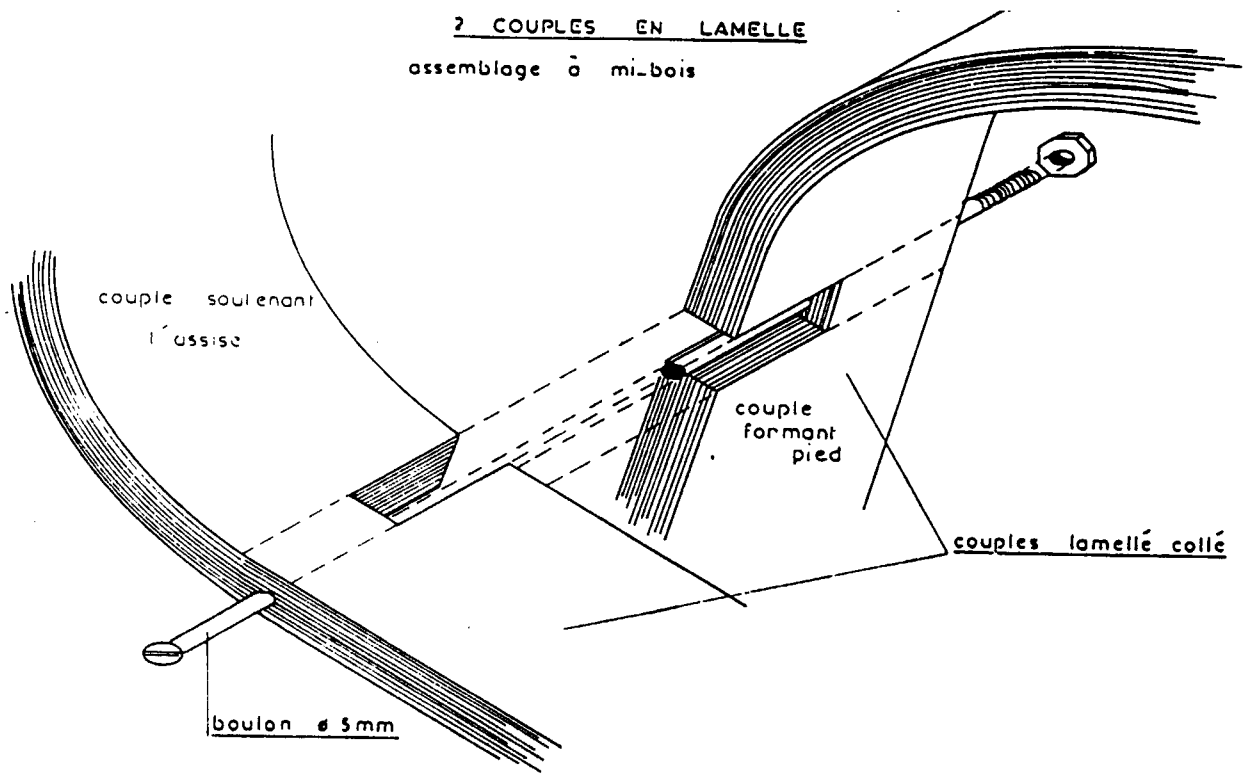 2 COUPLES EN LAMELLE
assemblage à mi-bois
couple soutenant
l'assise
couple
formant
pied
couples lamellé collé
boulon ø 5mm